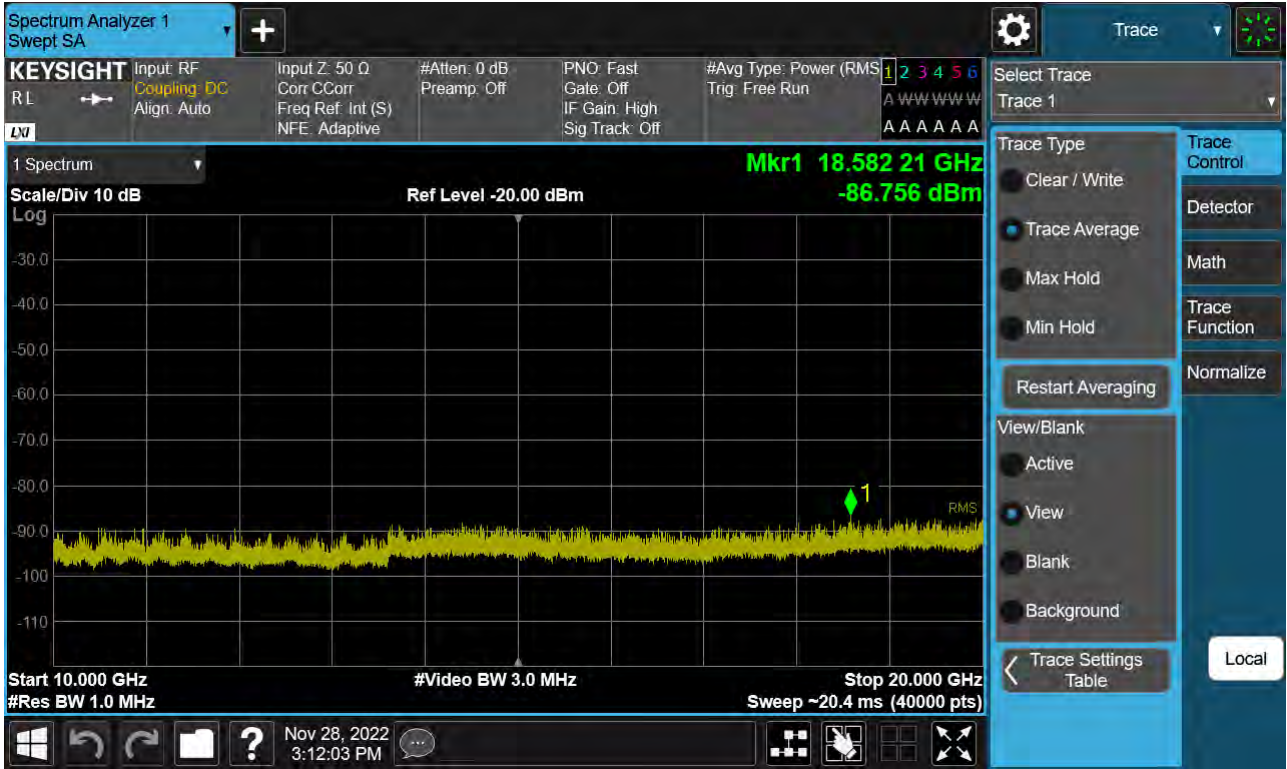 Spectrum Analyzer 1
Swept SA
Trace
KEYSIGHT
R L
LXI
Input: RF
Coupling: DC
Align: Auto
Input Z: 50 Ω
Corr CCorr
Freq Ref: Int (S)
NFE: Adaptive
#Atten: 0 dB
Preamp: Off
PNO: Fast
Gate: Off
IF Gain: High
Sig Track: Off
#Avg Type: Power (RMS
Trig: Free Run
1 2 3 4 5 6
A W W W W W
A A A A A A
Select Trace
Trace 1
1 Spectrum
Mkr1 18.582 21 GHz
Scale/Div 10 dB
Ref Level -20.00 dBm
-86.756 dBm
Log
-30.0
-40.0
-50.0
-60.0
-70.0
-80.0
-90.0
-100
-110
1
RMS
Start 10.000 GHz
#Video BW 3.0 MHz
Stop 20.000 GHz
#Res BW 1.0 MHz
Sweep ~20.4 ms (40000 pts)
Trace Type
Clear / Write
Trace Average
Max Hold
Min Hold
Restart Averaging
View/Blank
Active
View
Blank
Background
Trace Settings
Table
Trace
Control
Detector
Math
Trace
Function
Normalize
Local
?
Nov 28, 2022
3:12:03 PM